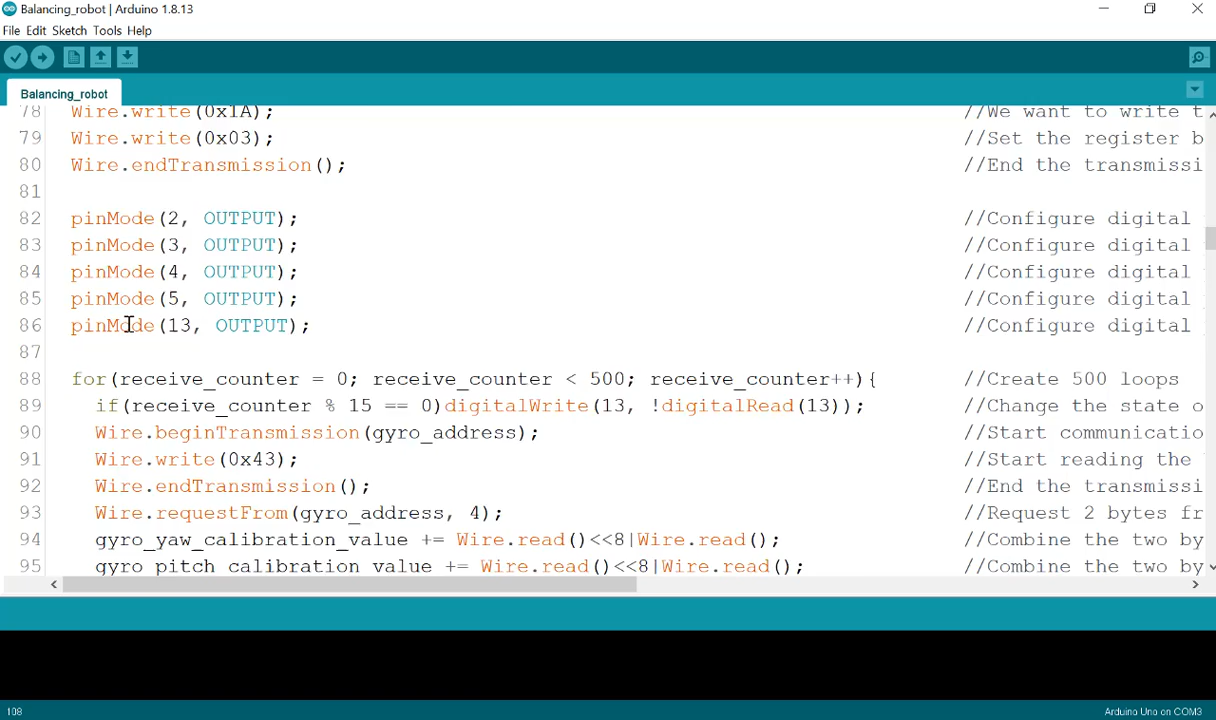 Balancing_robot | Arduino 1.8.13
File Edit Sketch Tools Help
Balancing_robot
78 Wire.write(0x1A); //We want to write t
79 Wire.write(0x03); //Set the register b
80 Wire.endTransmission(); //End the transmissi
81
82 pinMode(2, OUTPUT); //Configure digital
83 pinMode(3, OUTPUT); //Configure digital
84 pinMode(4, OUTPUT); //Configure digital
85 pinMode(5, OUTPUT); //Configure digital
86 pinMode(13, OUTPUT); //Configure digital
87
88 for(receive_counter = 0; receive_counter < 500; receive_counter++){ //Create 500 loops
89 if(receive_counter % 15 == 0)digitalWrite(13, !digitalRead(13)); //Change the state o
90 Wire.beginTransmission(gyro_address); //Start communicatio
91 Wire.write(0x43); //Start reading the
92 Wire.endTransmission(); //End the transmissi
93 Wire.requestFrom(gyro_address, 4); //Request 2 bytes fr
94 gyro_yaw_calibration_value += Wire.read()<<8|Wire.read(); //Combine the two by
95 gyro_pitch_calibration_value += Wire.read()<<8|Wire.read(); //Combine the two by
108
Arduino Uno on COM3